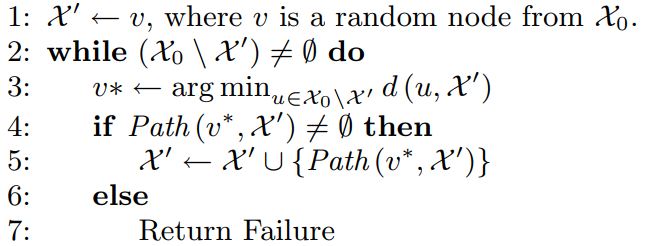 1: 𝒳′ ← v, where v is a random node from 𝒳₀.
2: while (𝒳₀ \ 𝒳′) ≠ ∅ do
3: v* ← arg min_{u∈𝒳₀\𝒳′} d (u, 𝒳′)
4: if Path (v*, 𝒳′) ≠ ∅ then
5: 𝒳′ ← 𝒳′ ∪ {Path (v*, 𝒳′)}
6: else
7: Return Failure